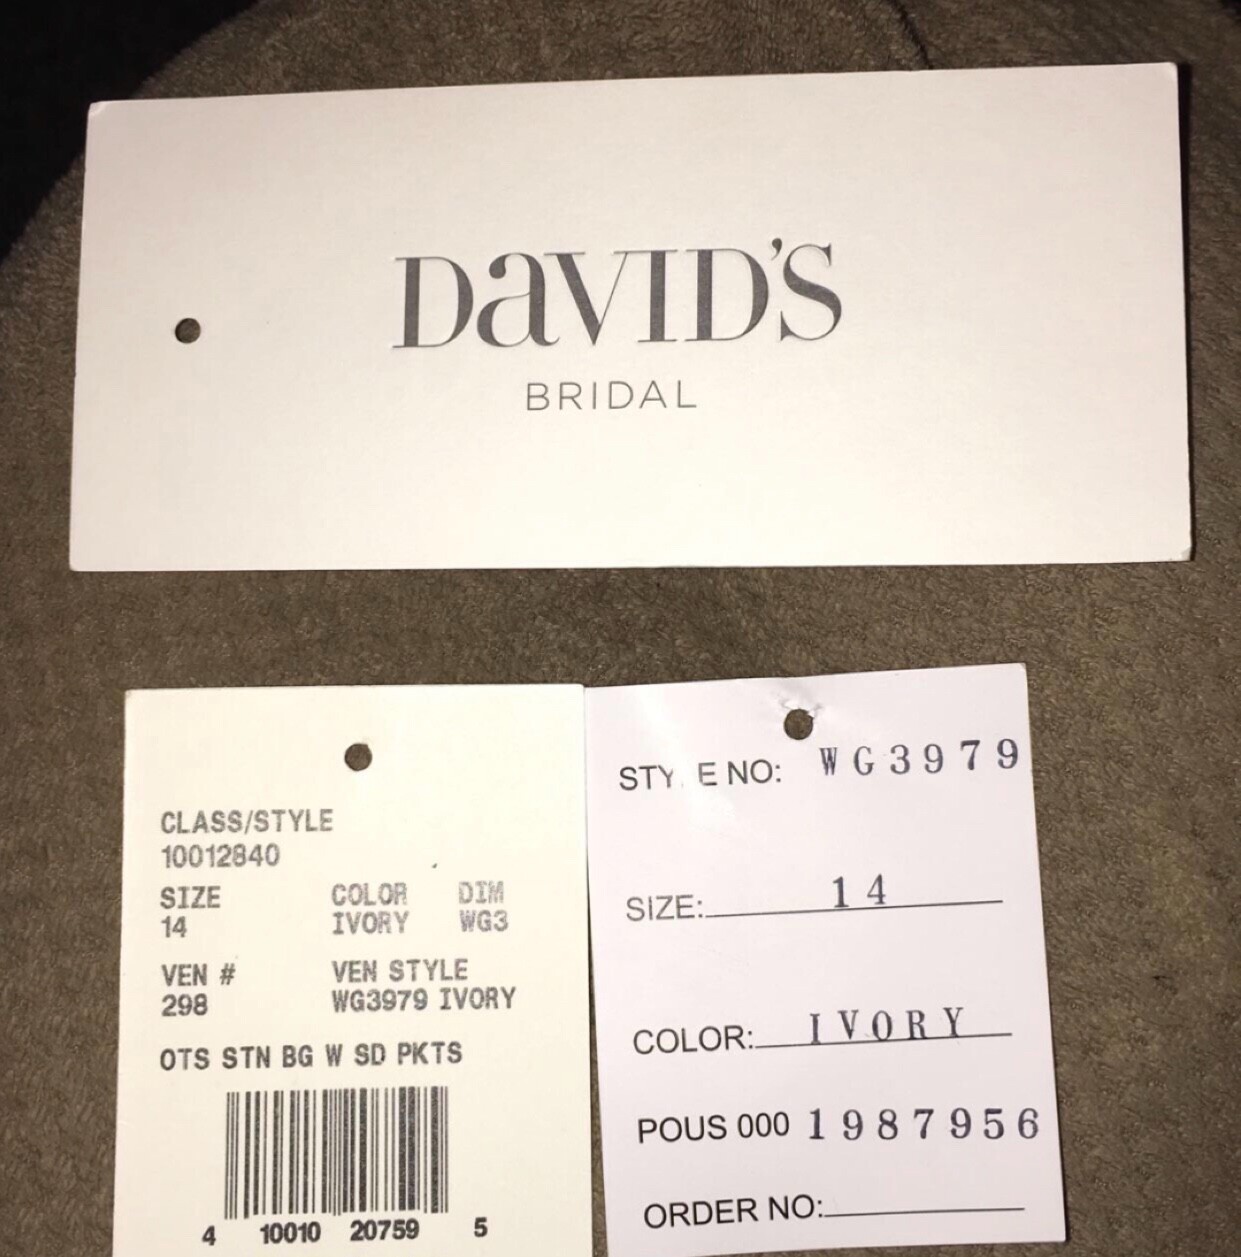 DaVID'S
BRIDAL
CLASS/STYLE
10012840
SIZE COLOR DIM
14 IVORY WG3
VEN # VEN STYLE
298 WG3979 IVORY
OTS STN BG W SD PKTS
4 10010 20759 5
STY E NO: WG3979
SIZE: 14
COLOR: IVORY
POUS 000 1987956
ORDER NO: